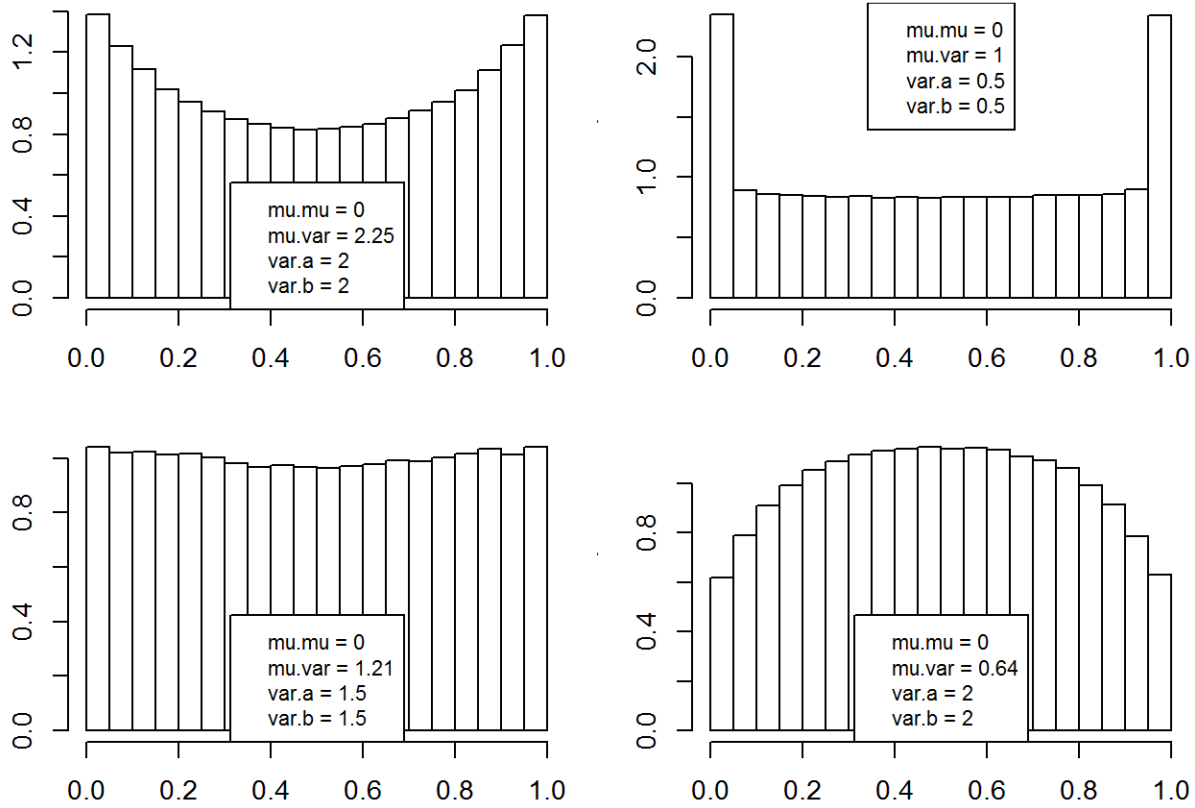 1.2
0.8
0.4
0.0
mu.mu = 0
mu.var = 2.25
var.a = 2
var.b = 2
0.0 0.2 0.4 0.6 0.8 1.0
2.0
1.0
0.0
mu.mu = 0
mu.var = 1
var.a = 0.5
var.b = 0.5
0.0 0.2 0.4 0.6 0.8 1.0
0.8
0.4
0.0
mu.mu = 0
mu.var = 1.21
var.a = 1.5
var.b = 1.5
0.0 0.2 0.4 0.6 0.8 1.0
0.8
0.4
0.0
mu.mu = 0
mu.var = 0.64
var.a = 2
var.b = 2
0.0 0.2 0.4 0.6 0.8 1.0